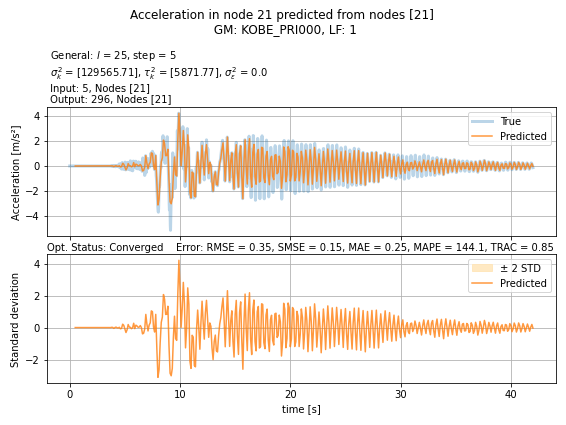 Acceleration in node 21 predicted from nodes [21]
GM: KOBE_PRI000, LF: 1
General: l = 25, step = 5
σ²ₖ = [129565.71], τ²ₖ = [5871.77], σ²ε = 0.0
Input: 5, Nodes [21]
Output: 296, Nodes [21]
Acceleration [m/s²]
4
2
0
−2
−4
True
Predicted
Opt. Status: Converged Error: RMSE = 0.35, SMSE = 0.15, MAE = 0.25, MAPE = 144.1, TRAC = 0.85
Standard deviation
4
2
0
−2
± 2 STD
Predicted
0 10 20 30 40
time [s]